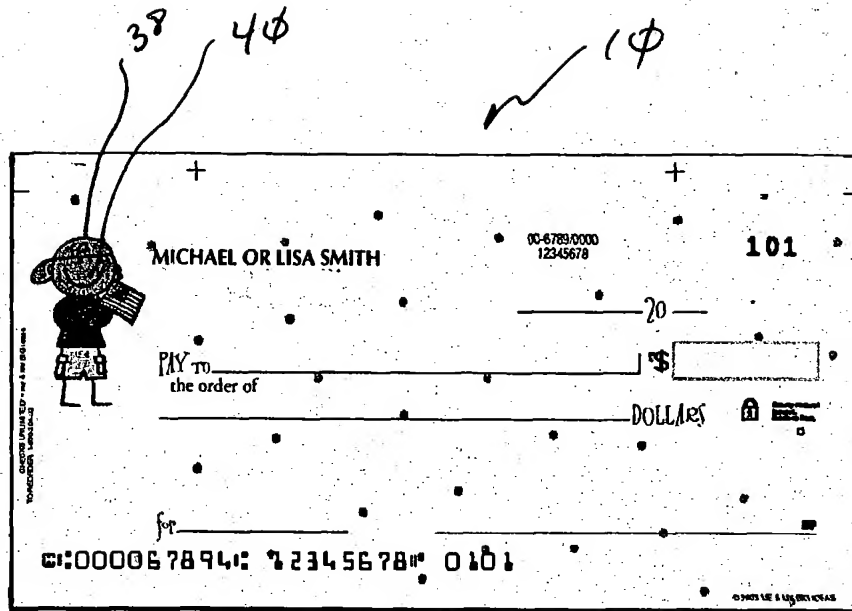 38 40 10
MICHAEL OR LISA SMITH
00-6789/0000
12345678
101
20
PAY TO
the order of
$
DOLLARS
for
⑆000067894⑆ 12345678⑈ 0101